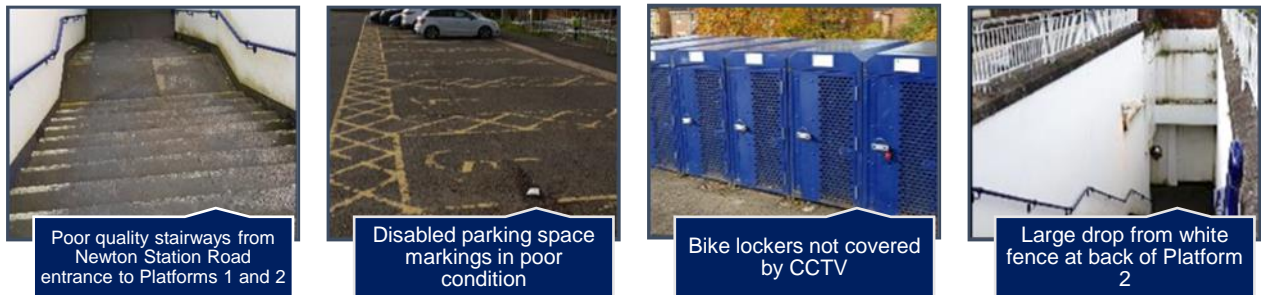 Poor quality stairways from
Newton Station Road
entrance to Platforms 1 and 2
Disabled parking space
markings in poor
condition
Bike lockers not covered
by CCTV
Large drop from white
fence at back of Platform
2